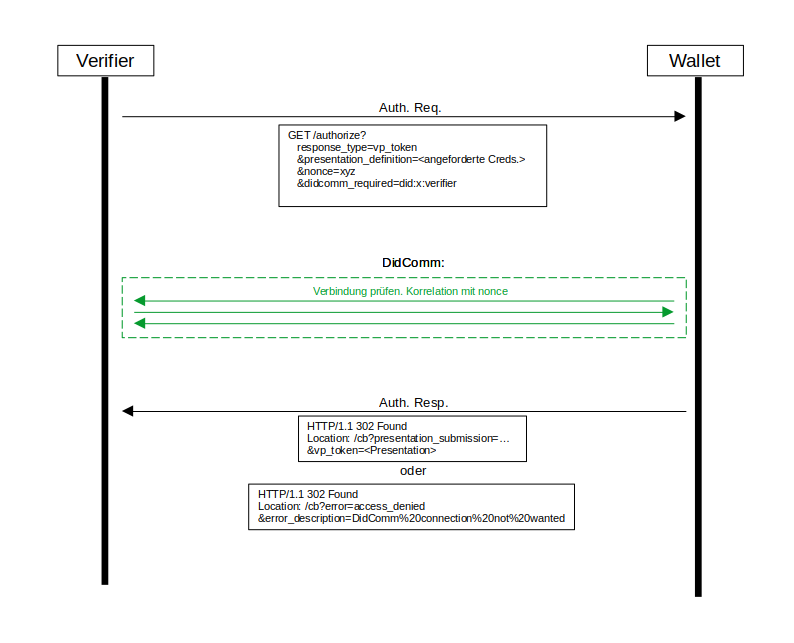 Verifier
Wallet
Auth. Req.
GET /authorize?
response_type=vp_token
&presentation_definition=<angeforderte Creds.>
&nonce=xyz
&didcomm_required=did:x:verifier
DidComm:
Verbindung prüfen. Korrelation mit nonce
Auth. Resp.
HTTP/1.1 302 Found
Location: /cb?presentation_submission=...
&vp_token=<Presentation>
oder
HTTP/1.1 302 Found
Location: /cb?error=access_denied
&error_description=DidComm%20connection%20not%20wanted